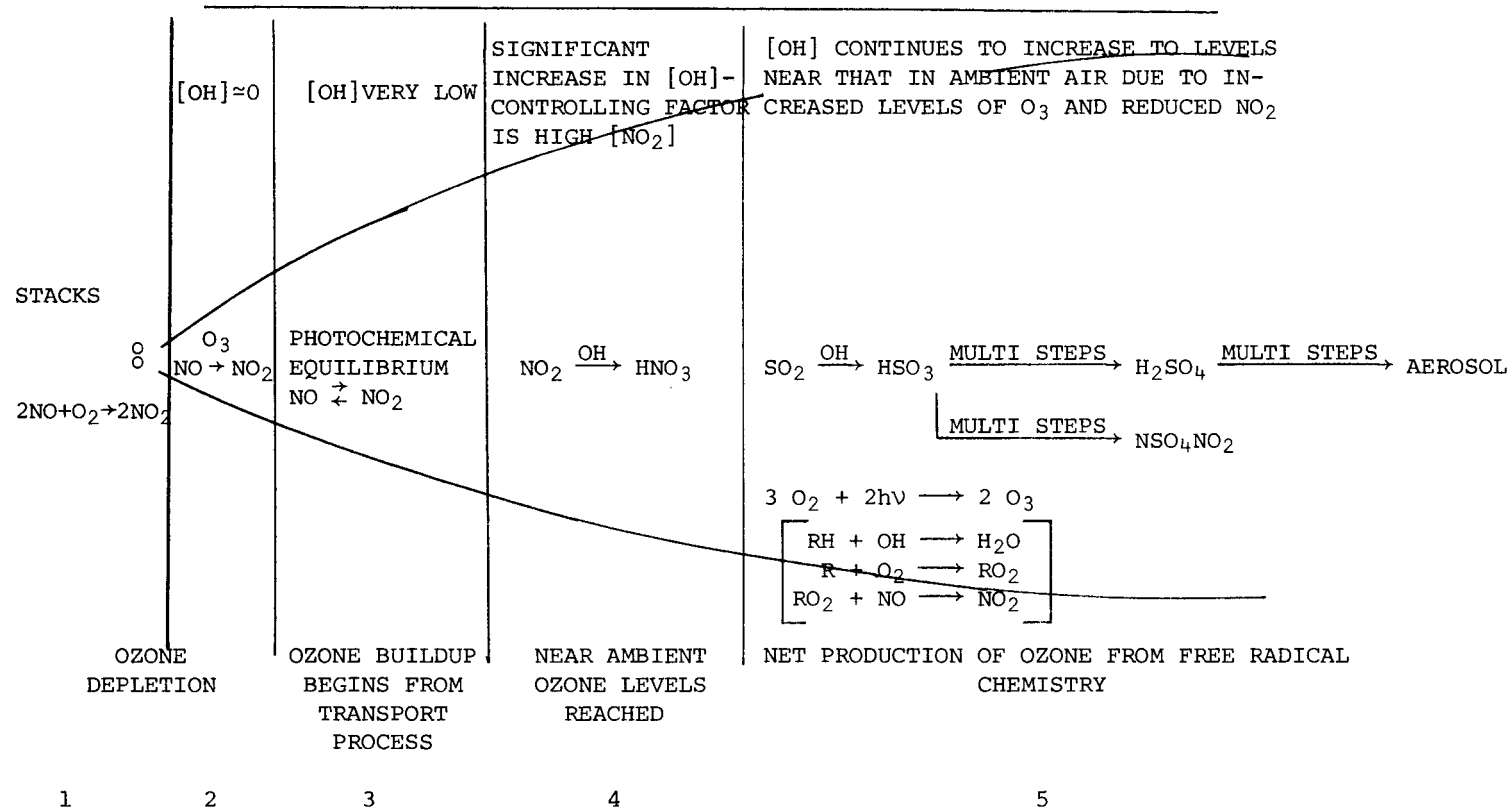 [OH]≃0
[OH]VERY LOW
SIGNIFICANT
INCREASE IN [OH]-
CONTROLLING FACTOR
IS HIGH [NO₂]
[OH] CONTINUES TO INCREASE TO LEVELS
NEAR THAT IN AMBIENT AIR DUE TO IN-
CREASED LEVELS OF O₃ AND REDUCED NO₂
STACKS
2NO+O₂→2NO₂
O₃
NO → NO₂
PHOTOCHEMICAL
EQUILIBRIUM
NO ⇄ NO₂
OH
NO₂ ⟶ HNO₃
OH MULTI STEPS MULTI STEPS
SO₂ ⟶ HSO₃ ⟶ H₂SO₄ ⟶ AEROSOL
MULTI STEPS
⟶ NSO₄NO₂
3 O₂ + 2hν ⟶ 2 O₃
RH + OH ⟶ H₂O
R + O₂ ⟶ RO₂
RO₂ + NO ⟶ NO₂
OZONE
DEPLETION
OZONE BUILDUP
BEGINS FROM
TRANSPORT
PROCESS
NEAR AMBIENT
OZONE LEVELS
REACHED
NET PRODUCTION OF OZONE FROM FREE RADICAL
CHEMISTRY
1 2 3 4 5